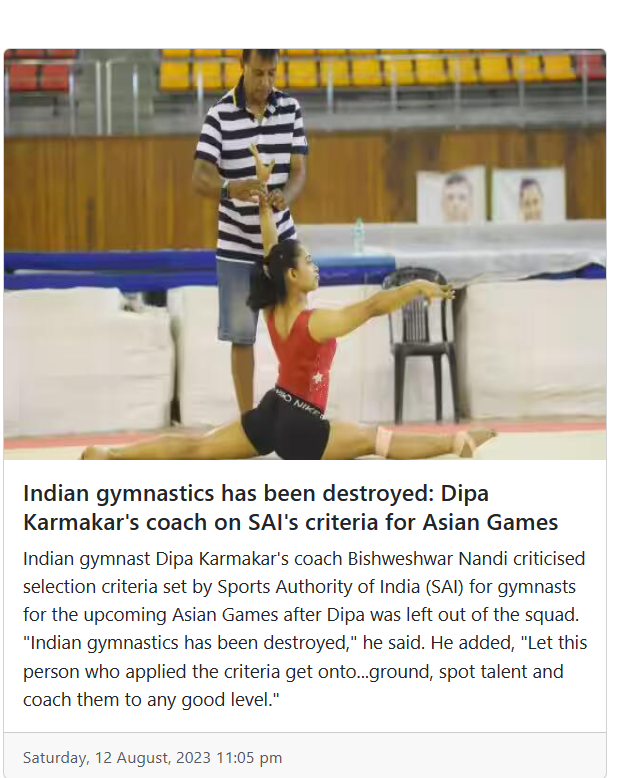 NIKE
Indian gymnastics has been destroyed: Dipa
Karmakar's coach on SAI's criteria for Asian Games
Indian gymnast Dipa Karmakar's coach Bishweshwar Nandi criticised
selection criteria set by Sports Authority of India (SAI) for gymnasts
for the upcoming Asian Games after Dipa was left out of the squad.
"Indian gymnastics has been destroyed," he said. He added, "Let this
person who applied the criteria get onto...ground, spot talent and
coach them to any good level."
Saturday, 12 August, 2023 11:05 pm